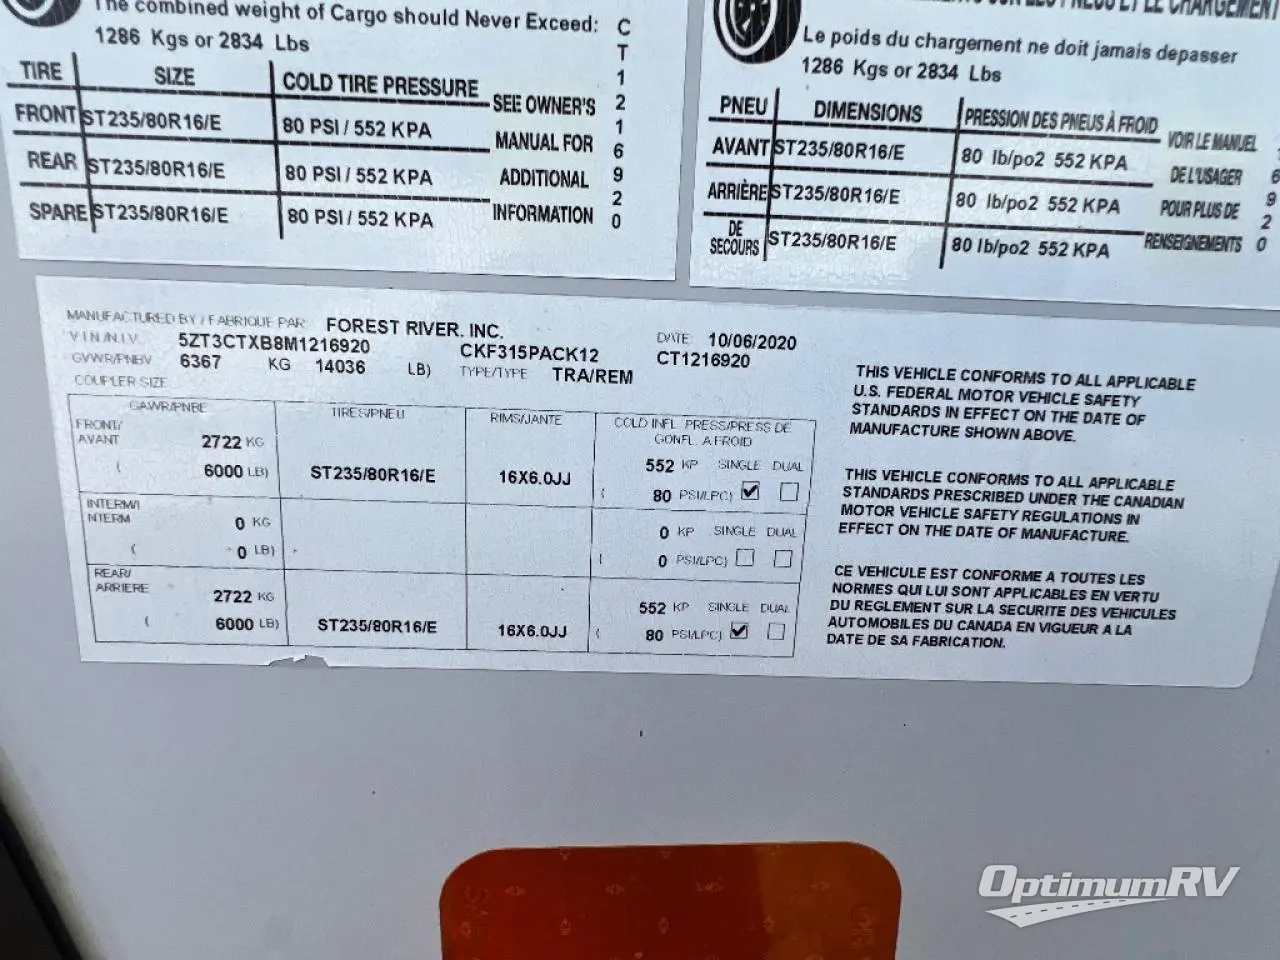 The combined weight of Cargo should Never Exceed:
1286 Kgs or 2834 Lbs
TIRE SIZE COLD TIRE PRESSURE
FRONT ST235/80R16/E 80 PSI / 552 KPA
REAR ST235/80R16/E 80 PSI / 552 KPA
SPARE ST235/80R16/E 80 PSI / 552 KPA
SEE OWNER'S
MANUAL FOR
ADDITIONAL
INFORMATION
CT1216920
Le poids du chargement ne doit jamais depasser
1286 Kgs or 2834 Lbs
PNEU DIMENSIONS PRESSION DES PNEUS À FROID
AVANT ST235/80R16/E 80 lb/po2 552 KPA
ARRIÈRE ST235/80R16/E 80 lb/po2 552 KPA
DE SECOURS ST235/80R16/E 80 lb/po2 552 KPA
VOIR LE MANUEL
DE L'USAGER
POUR PLUS DE
RENSEIGNEMENTS
6920
MANUFACTURED BY / FABRIQUE PAR: FOREST RIVER, INC. DATE 10/06/2020
V I N /N.I.V. 5ZT3CTXB8M1216920 CKF315PACK12 CT1216920
GVWR/PNBV 6367 KG 14036 LB) TYPE/TYPE TRA/REM
COUPLER SIZE
GAWR/PNBE TIRES/PNEU RIMS/JANTE COLD INFL. PRESS/PRESS DE
GONFL. A FROID
FRONT/
AVANT 2722 KG 552 KP SINGLE DUAL
( 6000 LB) ST235/80R16/E 16X6.0JJ ( 80 PSI/LPC)
INTERM/I
NTERM 0 KG 0 KP SINGLE DUAL
( 0 LB) ( 0 PSI/LPC)
REAR/
ARRIERE 2722 KG 552 KP SINGLE DUAL
( 6000 LB) ST235/80R16/E 16X6.0JJ ( 80 PSI/LPC)
THIS VEHICLE CONFORMS TO ALL APPLICABLE
U.S. FEDERAL MOTOR VEHICLE SAFETY
STANDARDS IN EFFECT ON THE DATE OF
MANUFACTURE SHOWN ABOVE.
THIS VEHICLE CONFORMS TO ALL APPLICABLE
STANDARDS PRESCRIBED UNDER THE CANADIAN
MOTOR VEHICLE SAFETY REGULATIONS IN
EFFECT ON THE DATE OF MANUFACTURE.
CE VEHICULE EST CONFORME A TOUTES LES
NORMES QUI LUI SONT APPLICABLES EN VERTU
DU REGLEMENT SUR LA SECURITE DES VEHICULES
AUTOMOBILES DU CANADA EN VIGUEUR A LA
DATE DE SA FABRICATION.
OptimumRV